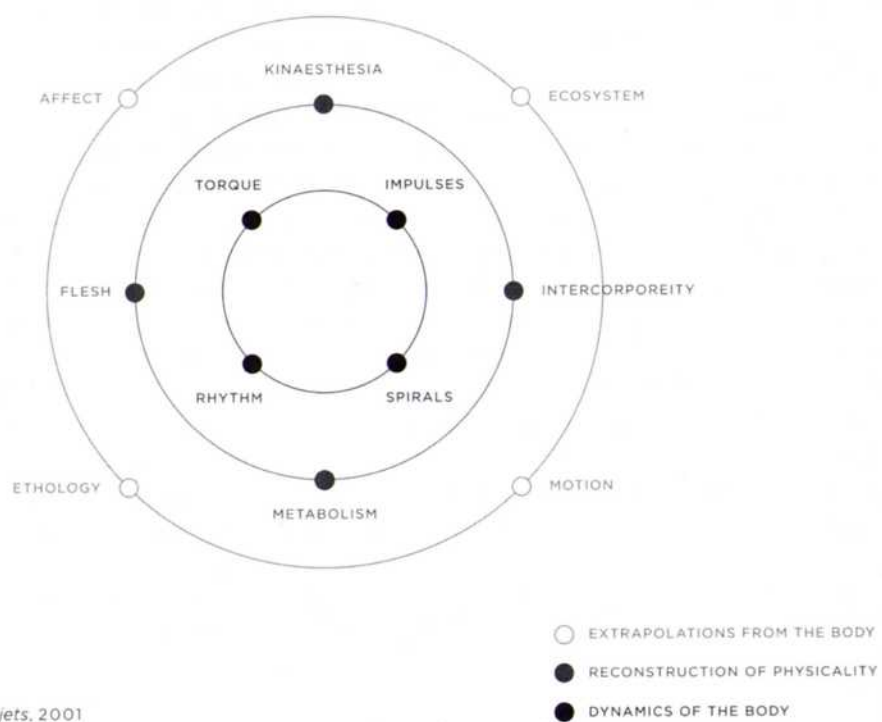 KINAESTHESIA
AFFECT
ECOSYSTEM
TORQUE
IMPULSES
FLESH
INTERCORPOREITY
RHYTHM
SPIRALS
ETHOLOGY
MOTION
METABOLISM
EXTRAPOLATIONS FROM THE BODY
RECONSTRUCTION OF PHYSICALITY
DYNAMICS OF THE BODY
jets, 2001